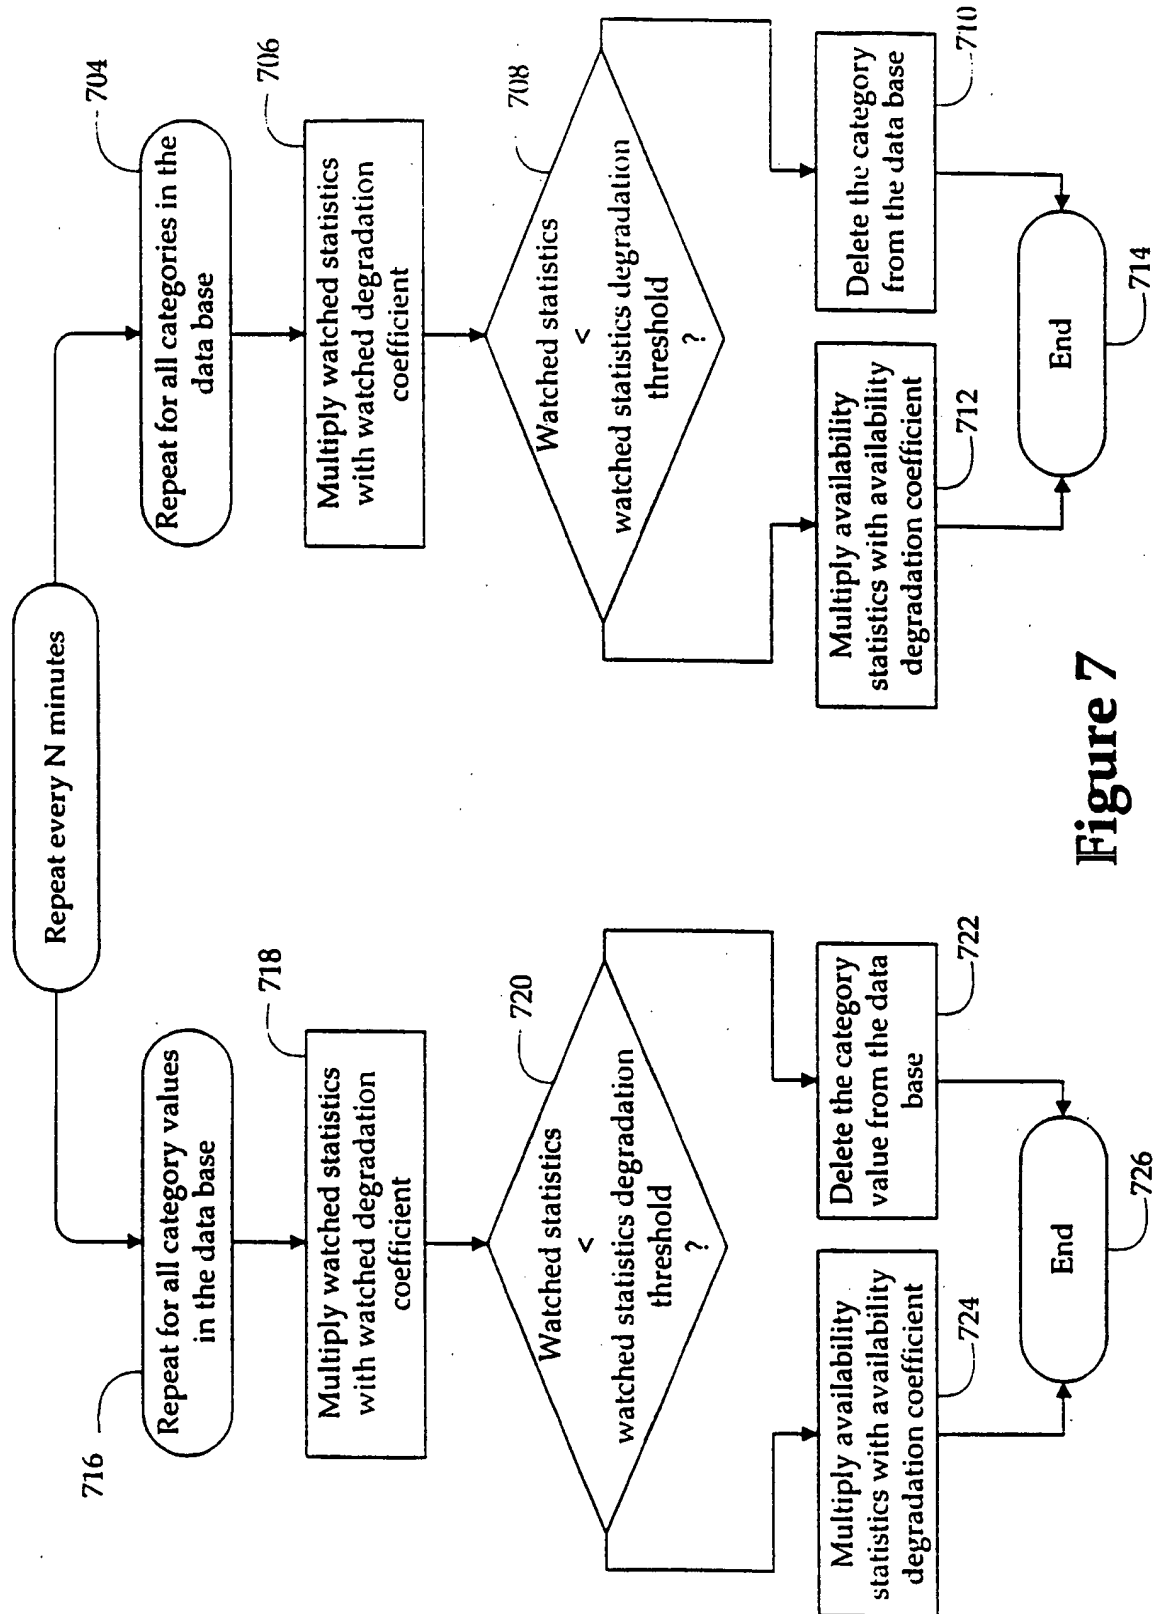 Repeat every N minutes
716
Repeat for all category values
in the data base
718
Multiply watched statistics
with watched degradation
coefficient
720
Watched statistics
<
watched statistics degradation
threshold
?
Multiply availability
statistics with availability
degradation coefficient
724
Delete the category
value from the data
base
722
End
726
704
Repeat for all categories in the
data base
706
Multiply watched statistics
with watched degradation
coefficient
708
Watched statistics
<
watched statistics degradation
threshold
?
Multiply availability
statistics with availability
degradation coefficient
712
Delete the category
from the data base
710
End
714
Figure 7